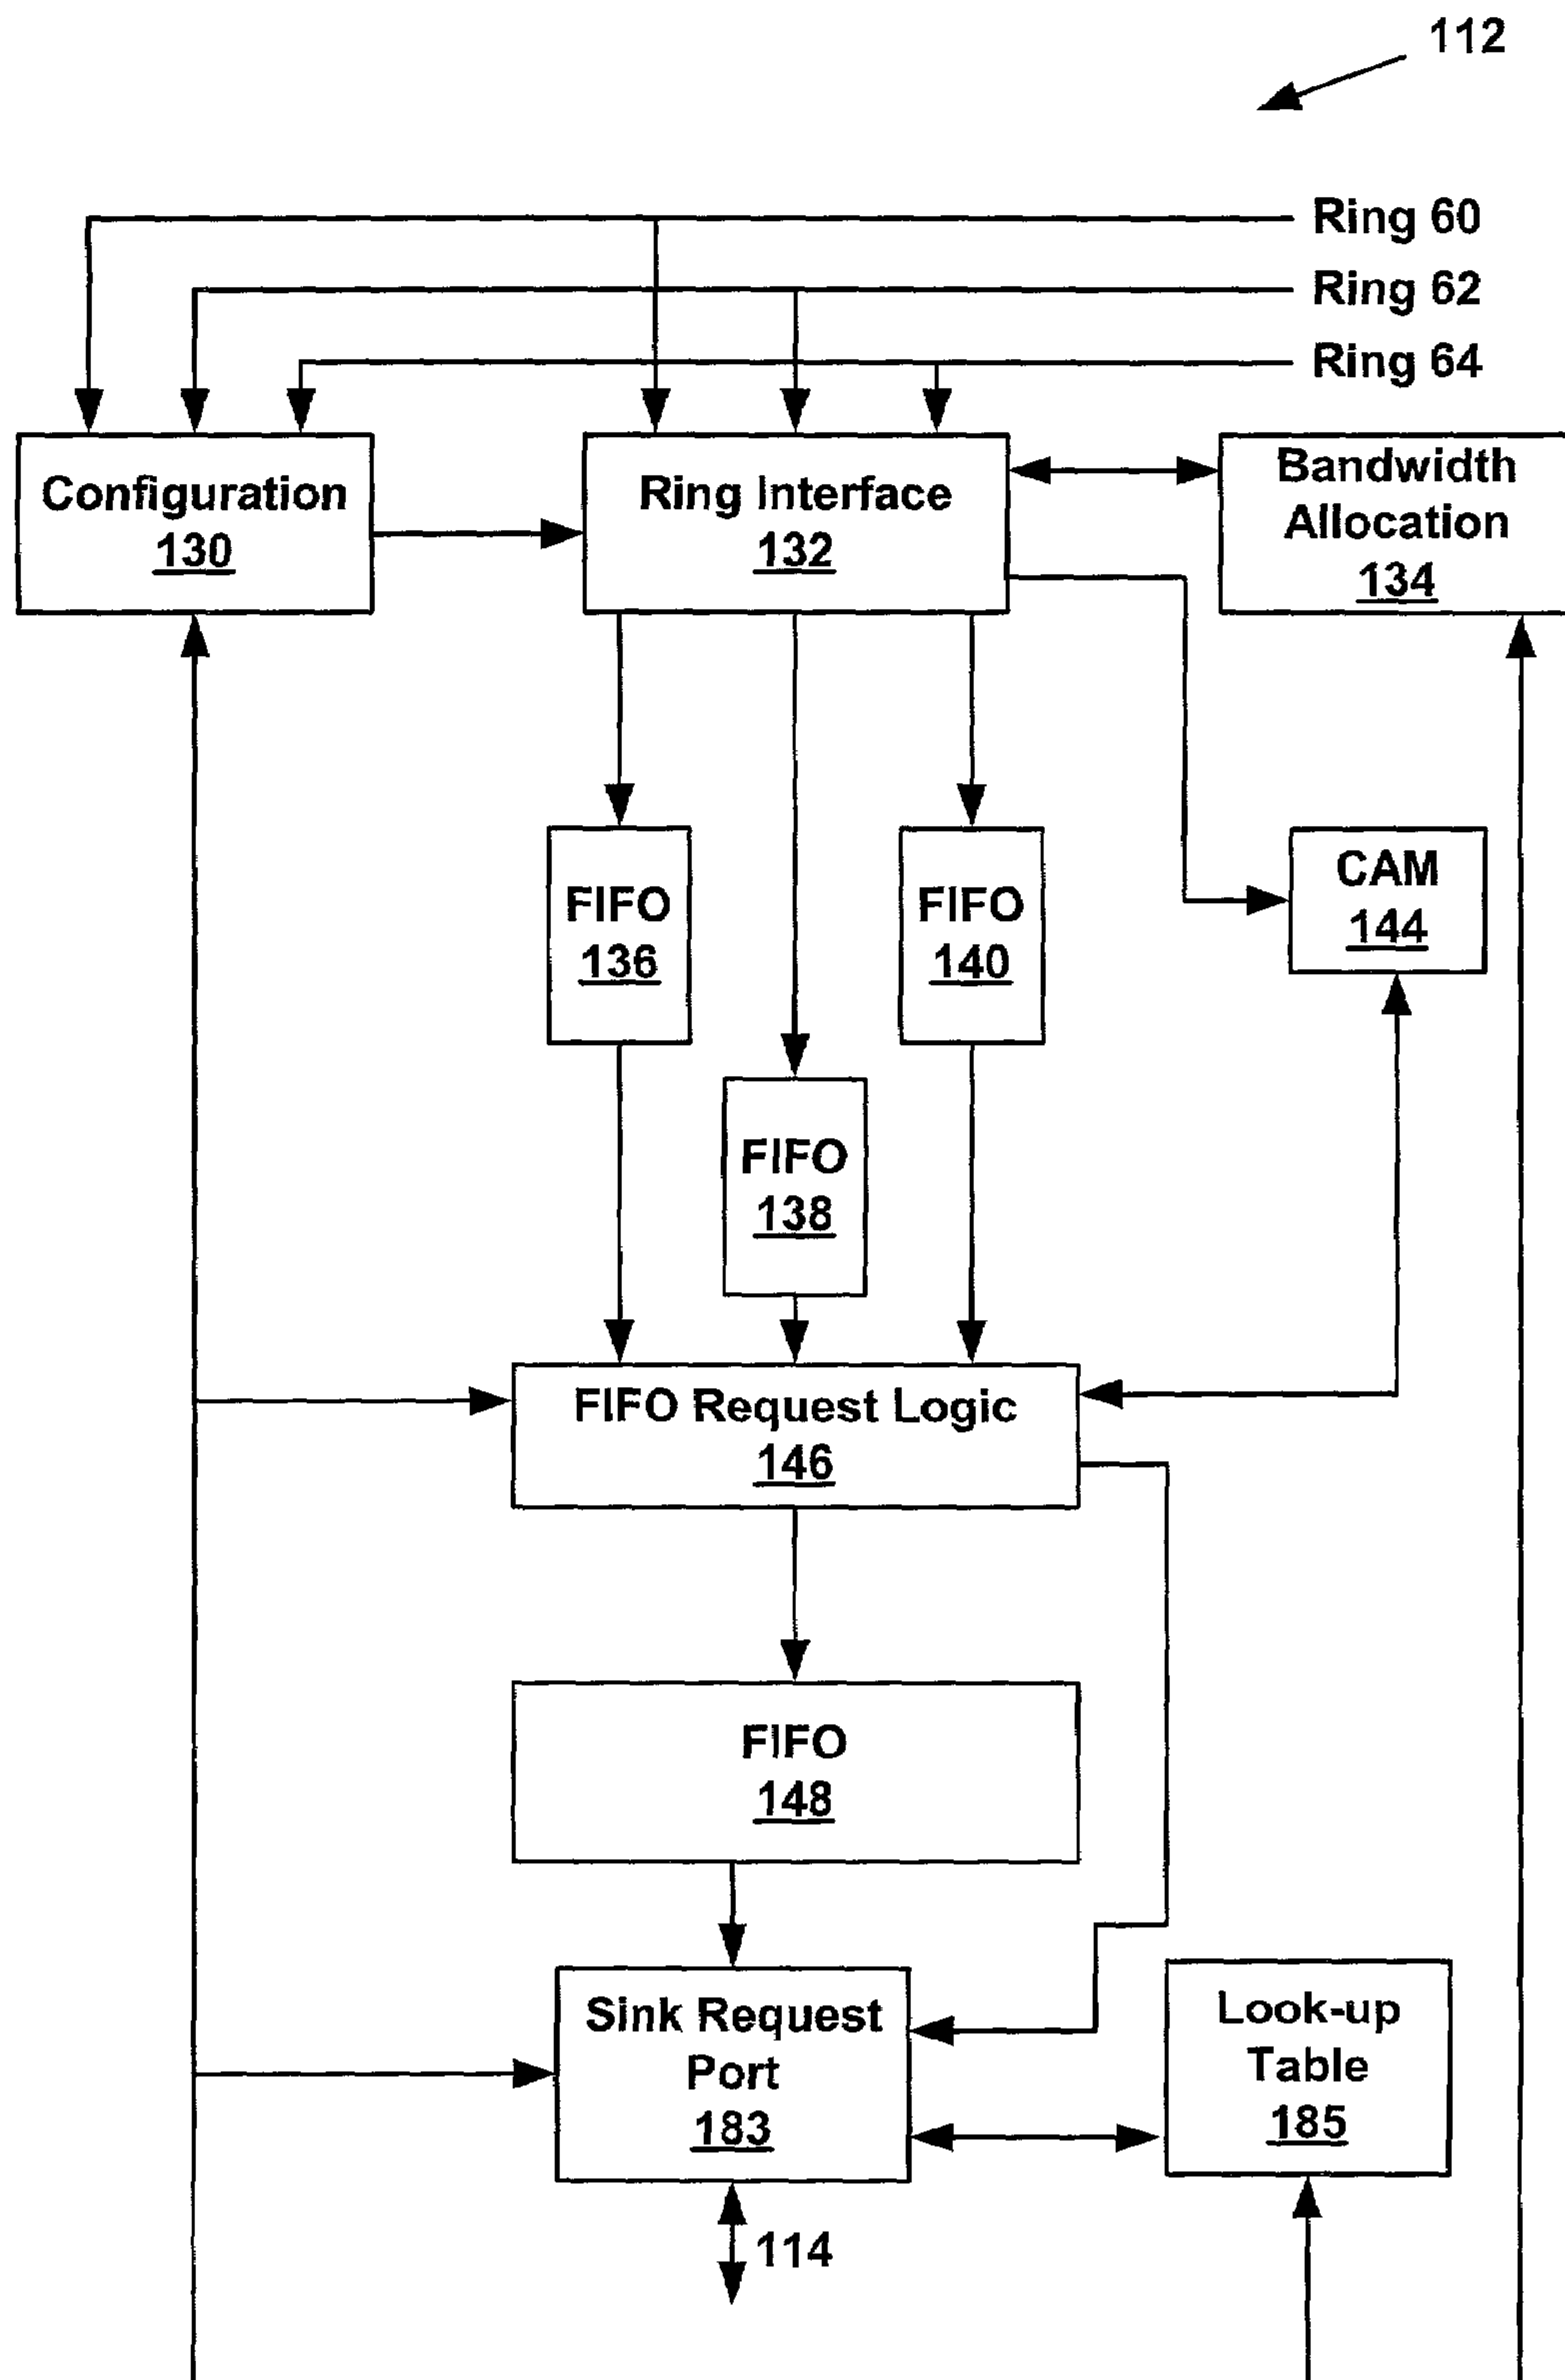 112
Ring 60
Ring 62
Ring 64
Configuration
130
Ring Interface
132
Bandwidth
Allocation
134
FIFO
136
FIFO
140
CAM
144
FIFO
138
FIFO Request Logic
146
FIFO
148
Sink Request
Port
183
Look-up
Table
185
114